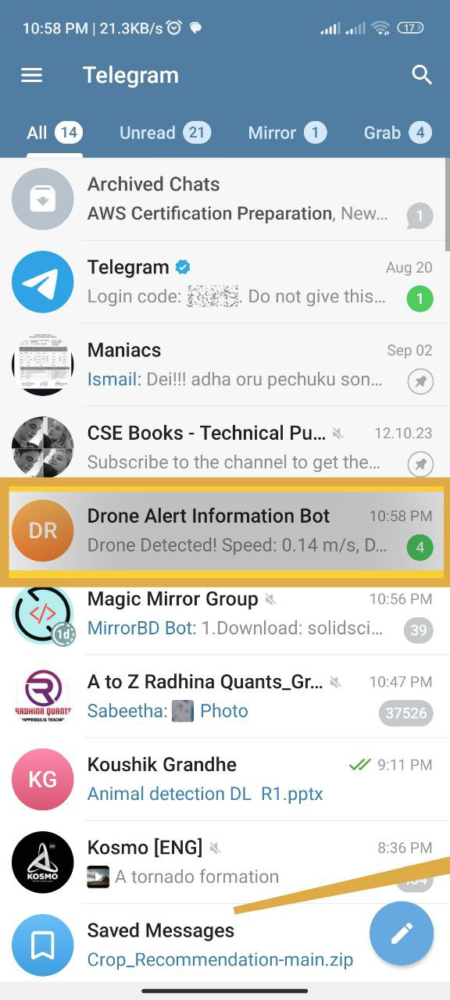 10:58 PM | 21.3KB/s 17
Telegram
All 14 Unread 21 Mirror 1 Grab 4
Archived Chats
AWS Certification Preparation, New... 1
Telegram Aug 20
Login code: . Do not give this... 1
Maniacs Sep 02
Ismail: Dei!!! adha oru pechuku son...
CSE Books - Technical Pu... 12.10.23
Subscribe to the channel to get the...
DR
Drone Alert Information Bot 10:58 PM
Drone Detected! Speed: 0.14 m/s, D... 4
</>
1d
Magic Mirror Group 10:56 PM
MirrorBD Bot: 1.Download: solidsci... 39
RADHINA QUANTS
"APPINESS IS TEACHI"
A to Z Radhina Quants_Gr... 10:47 PM
Sabeetha: Photo 37526
KG
Koushik Grandhe 9:11 PM
Animal detection DL R1.pptx
EN
KOSMO
Kosmo [ENG] 8:36 PM
A tornado formation
Saved Messages
Crop_Recommendation-main.zip